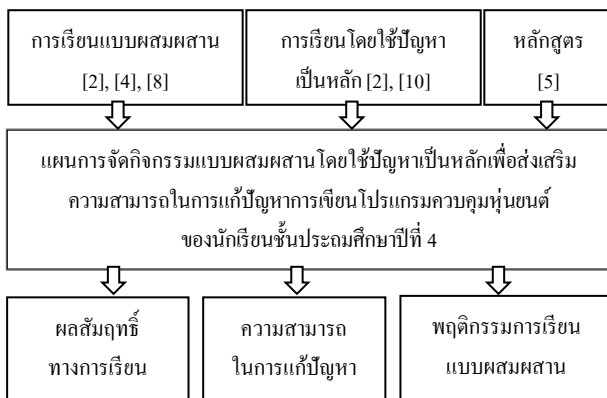 การเรียนแบบผสมผสาน
[2], [4], [8]
การเรียนโดยใช้ปัญหา
เป็นหลัก [2], [10]
หลักสูตร
[5]
แผนการจัดกิจกรรมแบบผสมผสานโดยใช้ปัญหาเป็นหลักเพื่อส่งเสริม
ความสามารถในการแก้ปัญหาการเขียนโปรแกรมควบคุมหุ่นยนต์
ของนักเรียนชั้นประถมศึกษาปีที่ 4
ผลสัมฤทธิ์
ทางการเรียน
ความสามารถ
ในการแก้ปัญหา
พฤติกรรมการเรียน
แบบผสมผสาน